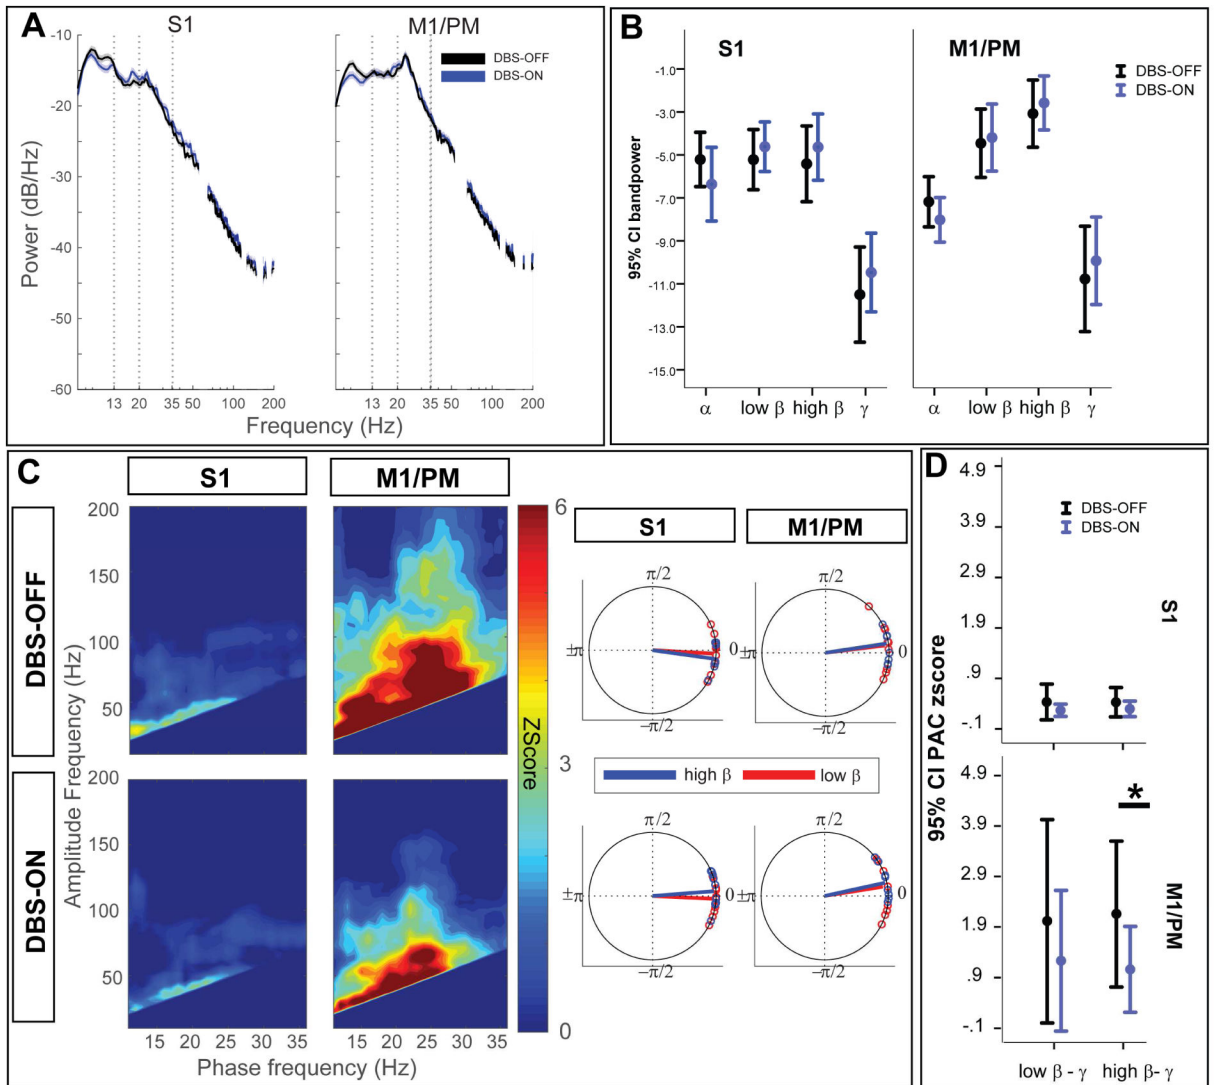 A
S1
M1/PM
DBS-OFF
DBS-ON
-10
-20
-30
-40
-50
-60
Power (dB/Hz)
13 20 35 50 100 200
13 20 35 50 100 200
Frequency (Hz)
B
S1
M1/PM
DBS-OFF
DBS-ON
-1.0
-3.0
-5.0
-7.0
-9.0
-11.0
-13.0
-15.0
95% CI bandpower
α low β high β γ
α low β high β γ
C
S1
M1/PM
DBS-OFF
DBS-ON
200
150
100
50
200
150
100
50
Amplitude Frequency (Hz)
15 20 25 30 35
15 20 25 30 35
Phase frequency (Hz)
6
3
0
ZScore
S1
M1/PM
π/2
±π
0
−π/2
π/2
±π
0
−π/2
high β
low β
π/2
±π
0
−π/2
π/2
±π
0
−π/2
D
4.9
3.9
2.9
1.9
.9
-.1
DBS-OFF
DBS-ON
S1
4.9
3.9
2.9
1.9
.9
-.1
*
M1/PM
95% CI PAC zscore
low β - γ high β- γ